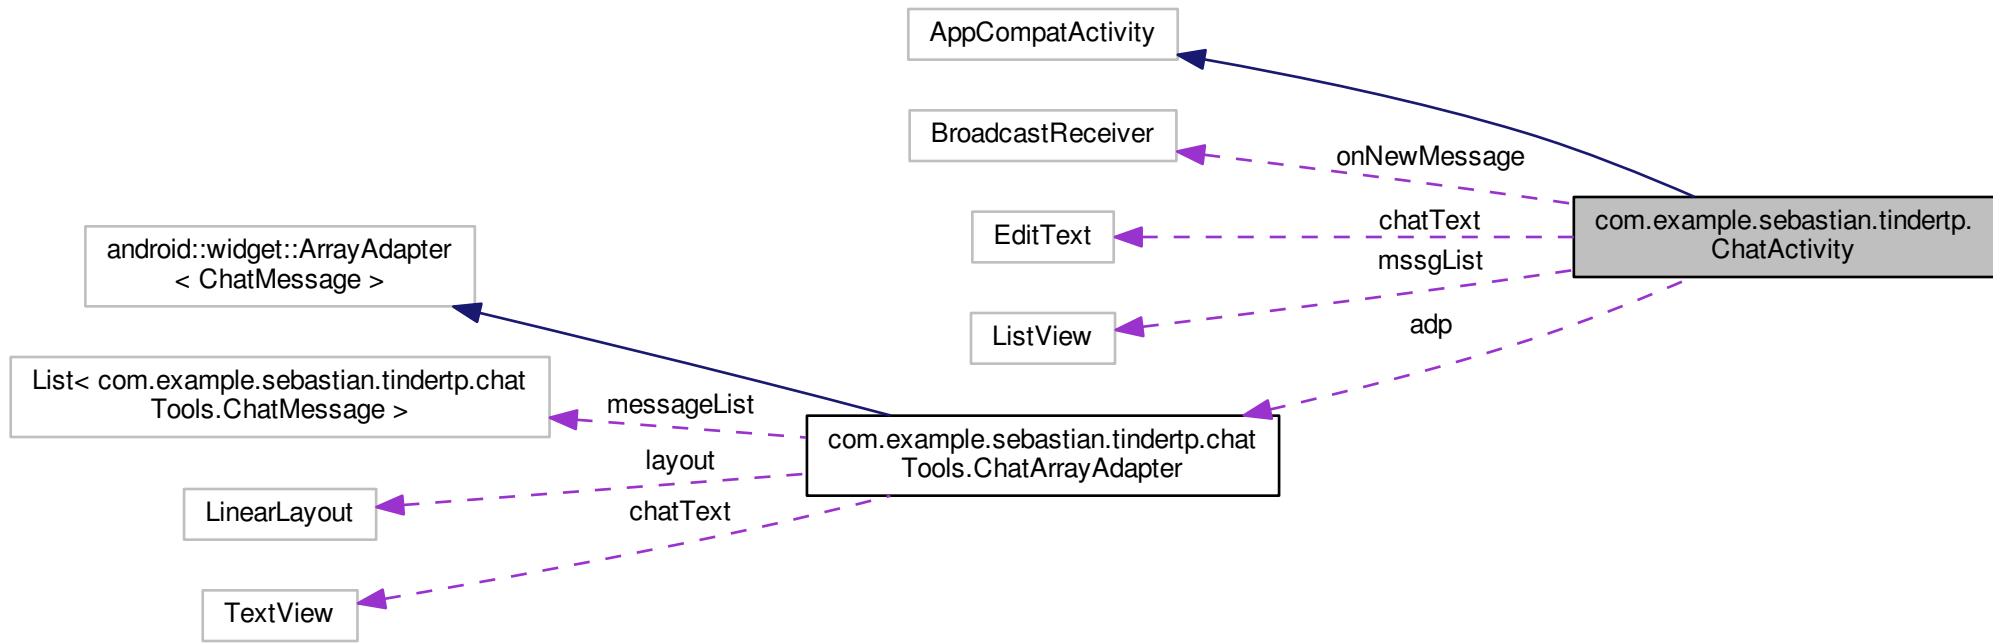 AppCompatActivity
BroadcastReceiver
onNewMessage
EditText
chatText
com.example.sebastian.tindertp.
ChatActivity
android::widget::ArrayAdapter
< ChatMessage >
mssgList
ListView
adp
List< com.example.sebastian.tindertp.chat
Tools.ChatMessage >
messageList
com.example.sebastian.tindertp.chat
Tools.ChatArrayAdapter
layout
LinearLayout
chatText
TextView